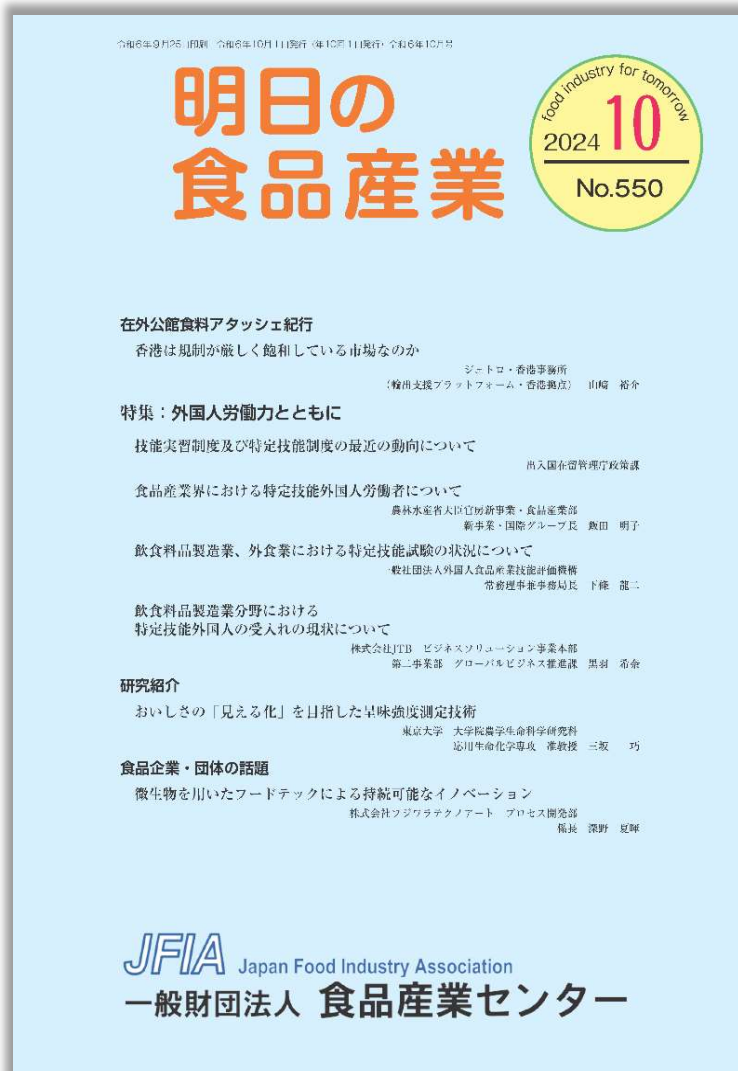 令和6年9月25日印刷 令和6年10月1日発行（年10回1日発行）令和6年10月号
明日の
食品産業
food industry for tomorrow
2024 10
No.550
在外公館食料アタッシェ紀行
香港は規制が厳しく飽和している市場なのか
ジェトロ・香港事務所
（輸出支援プラットフォーム・香港拠点） 山﨑 裕介
特集：外国人労働力とともに
技能実習制度及び特定技能制度の最近の動向について
出入国在留管理庁政策課
食品産業界における特定技能外国人労働者について
農林水産省大臣官房新事業・食品産業部
新事業・国際グループ長 飯田 明子
飲食料品製造業、外食業における特定技能試験の状況について
一般社団法人外国人食品産業技能評価機構
常務理事兼事務局長 下條 龍二
飲食料品製造業分野における
特定技能外国人の受入れの現状について
株式会社JTB ビジネスソリューション事業本部
第二事業部 グローバルビジネス推進課 黒羽 希奈
研究紹介
おいしさの「見える化」を目指した呈味強度測定技術
東京大学 大学院農学生命科学研究科
応用生命化学専攻 准教授 三坂 巧
食品企業・団体の話題
微生物を用いたフードテックによる持続可能なイノベーション
株式会社フジワラテクノアート プロセス開発部
係長 深野 夏暉
JFIA Japan Food Industry Association
一般財団法人 食品産業センター